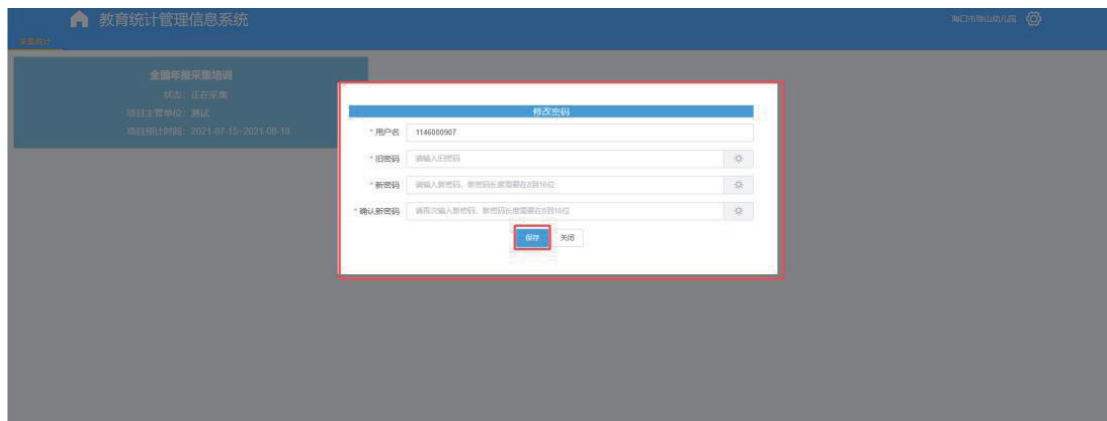 教育统计管理信息系统
海口市琼山幼儿园
采集统计
全国年报采集培训
状态：正在采集
项目主管单位：测试
项目预计时间：2021-07-15~2021-08-18
修改密码
* 用户名 1146000907
* 旧密码 请输入旧密码
* 新密码 请输入新密码，新密码长度需要在8到16位
* 确认新密码 请再次输入新密码，新密码长度需要在8到16位
保存 关闭